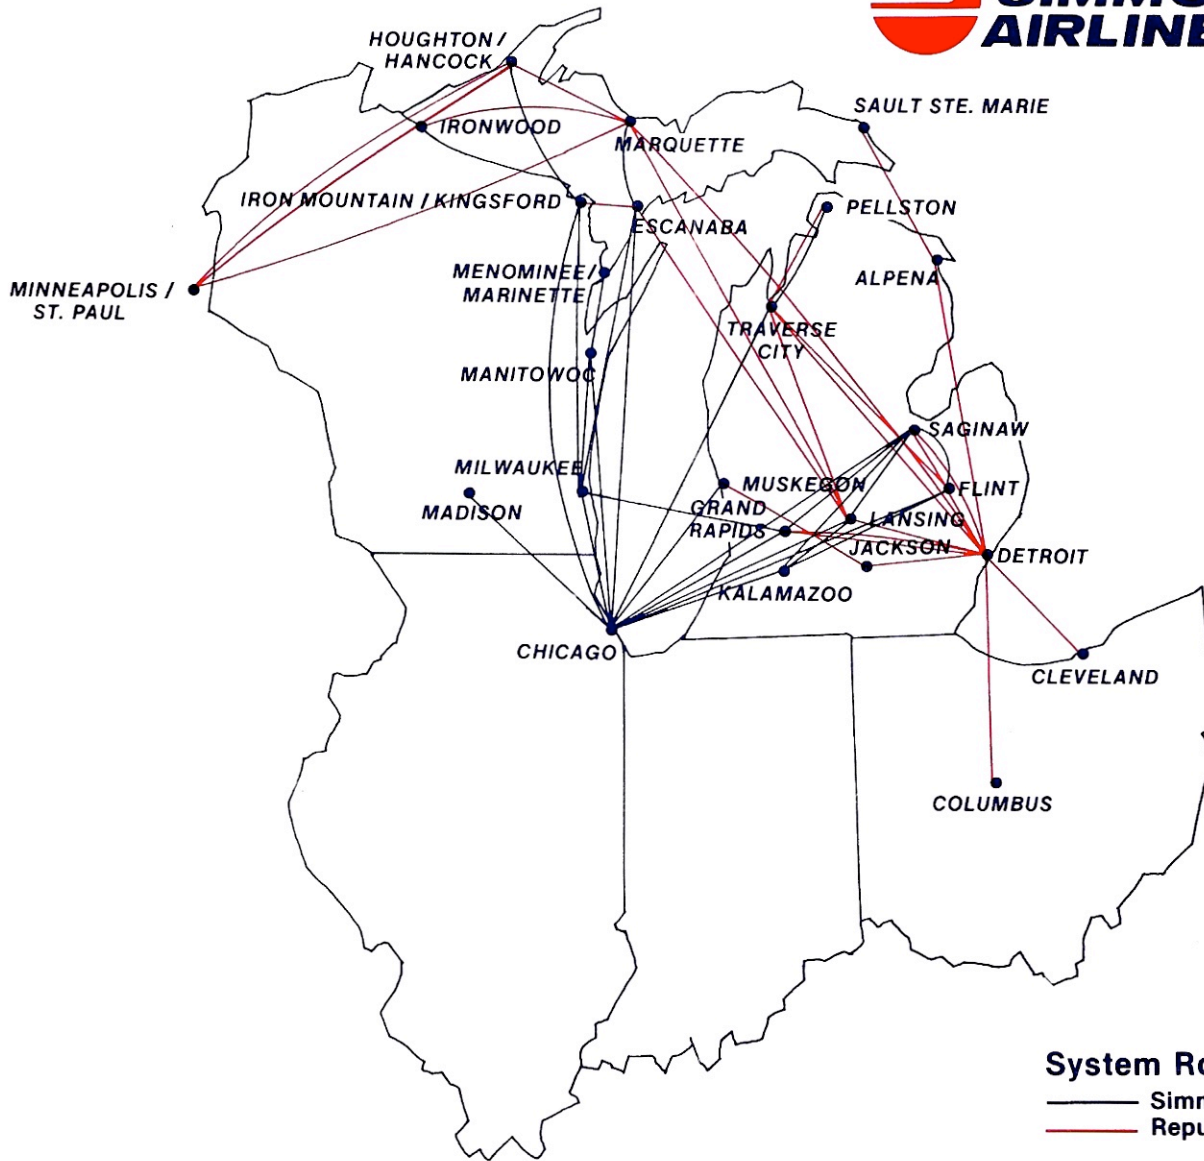 AIRLINE
HOUGHTON /
HANCOCK
IRONWOOD
SAULT STE. MARIE
MARQUETTE
IRON MOUNTAIN / KINGSFORD
PELLSTON
ESCANABA
MENOMINEE /
MARINETTE
ALPENA
MINNEAPOLIS /
ST. PAUL
TRAVERSE
CITY
MANITOWOC
SAGINAW
MILWAUKEE
MUSKEGON
FLINT
MADISON
GRAND
RAPIDS
LANSING
JACKSON
DETROIT
KALAMAZOO
CHICAGO
CLEVELAND
COLUMBUS
System Ro
Simm
Repu